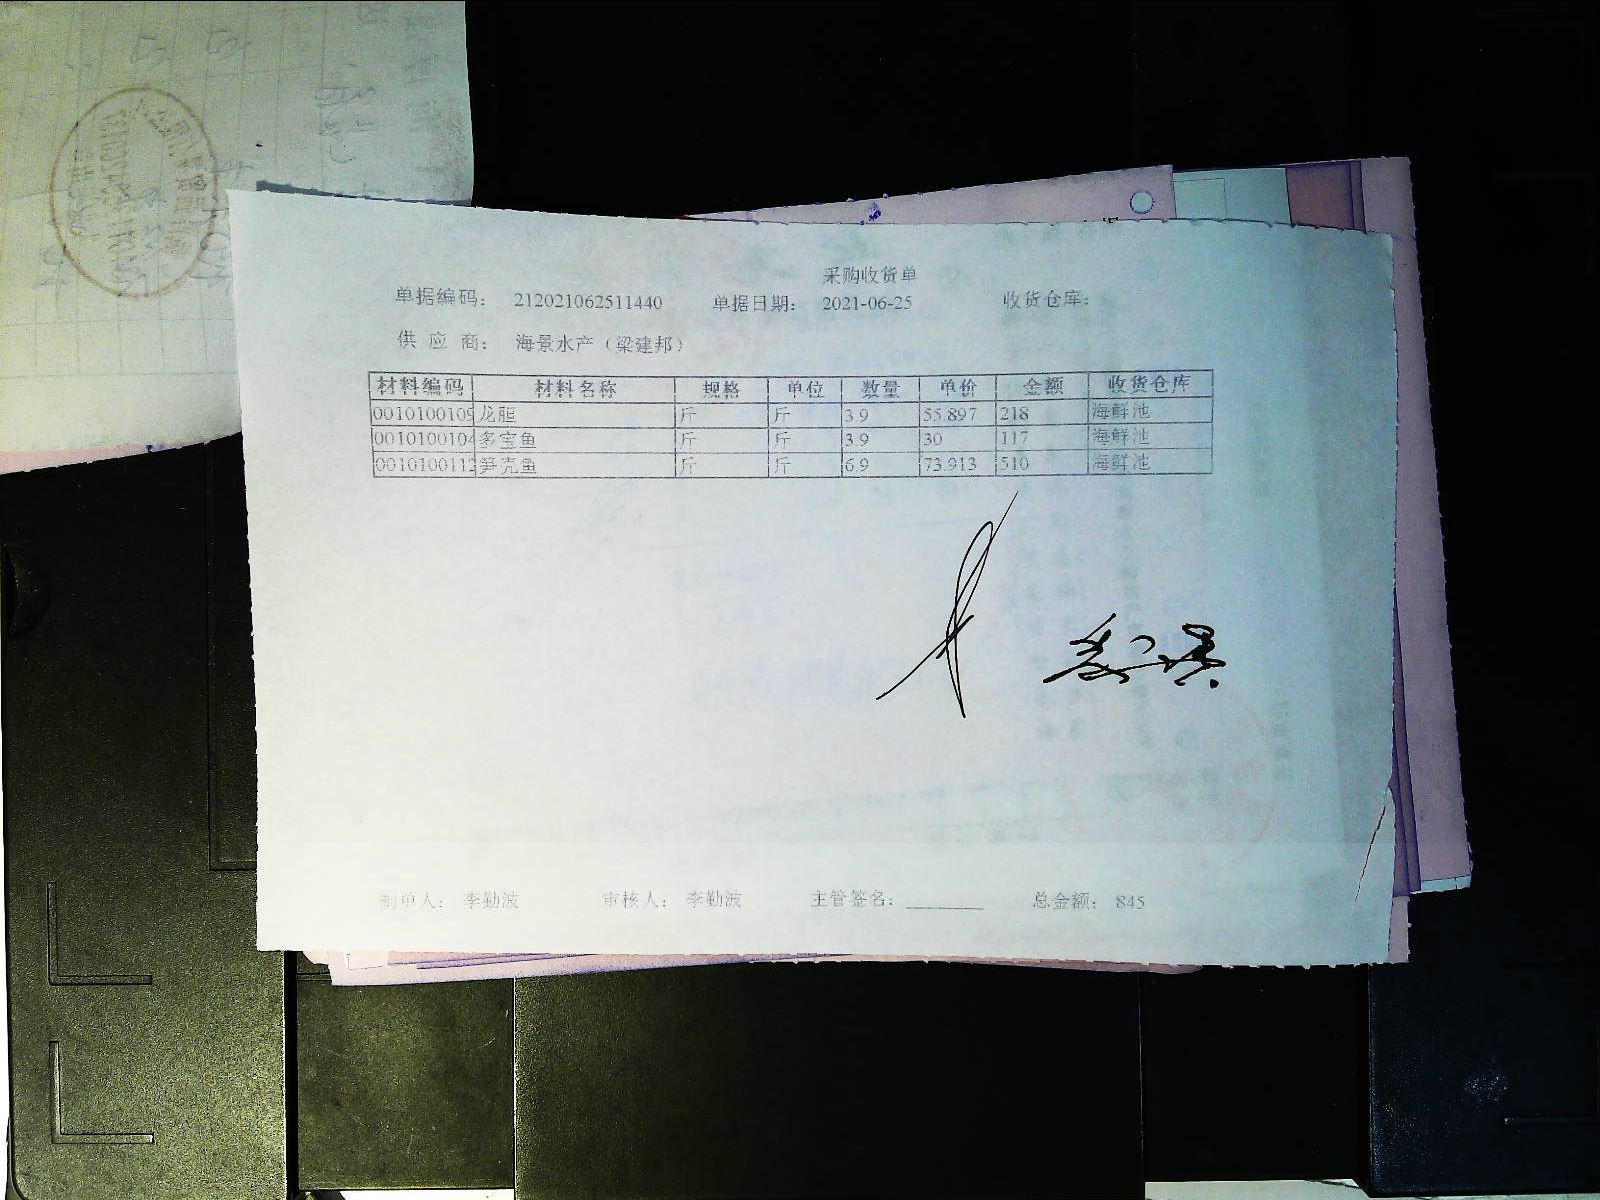 采购收货单
单据编码： 212021062511440 单据日期： 2021-06-25 收货仓库：
供 应 商： 海景水产（梁建邦）
材料编码 材料名称 规格 单位 数量 单价 金额 收货仓库
0010100109 龙胆 斤 斤 3.9 55.897 218 海鲜池
0010100104 多宝鱼 斤 斤 3.9 30 117 海鲜池
0010100112 笋壳鱼 斤 斤 6.9 73.913 510 海鲜池
制单人： 李勤波 审核人： 李勤波 主管签名： 总金额： 845